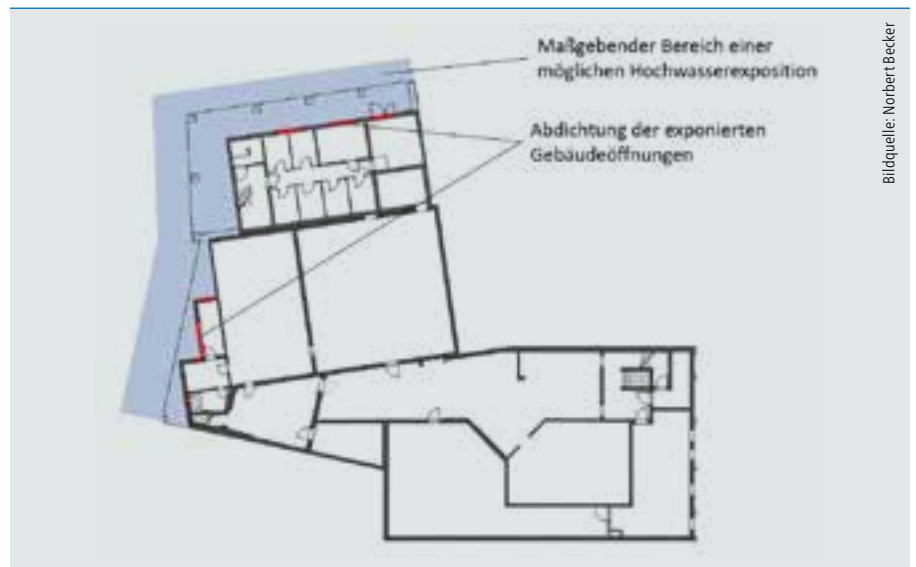 Maßgebender Bereich einer
möglichen Hochwasserexposition
Abdichtung der exponierten
Gebäudeöffnungen
Bildquelle: Norbert Becker